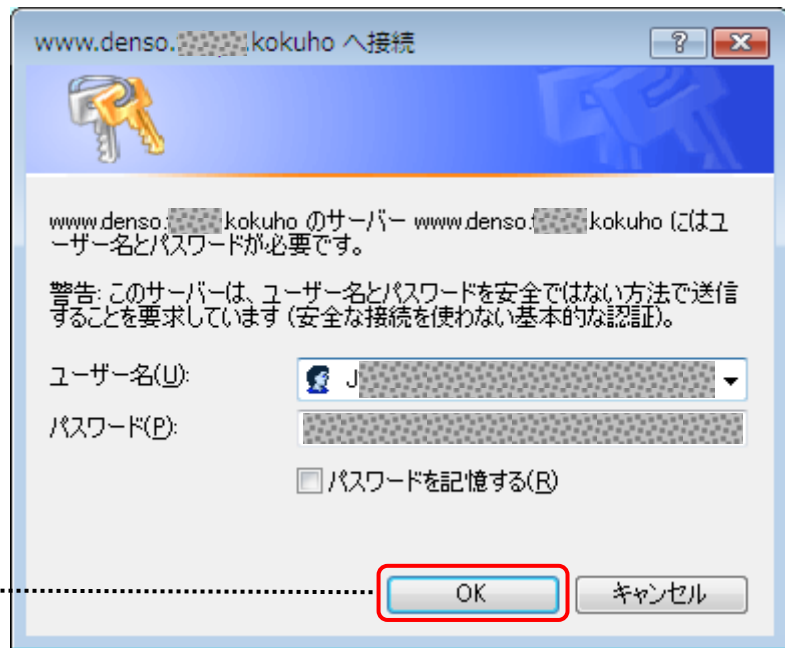 www.denso. kokuho へ接続
www.denso. kokuho のサーバー www.denso. kokuho にはユ
ーザー名とパスワードが必要です。
警告: このサーバーは、ユーザー名とパスワードを安全ではない方法で送信
することを要求しています (安全な接続を使わない基本的な認証)。
ユーザー名(U):
J
パスワード(P):
パスワードを記憶する(R)
OK
キャンセル